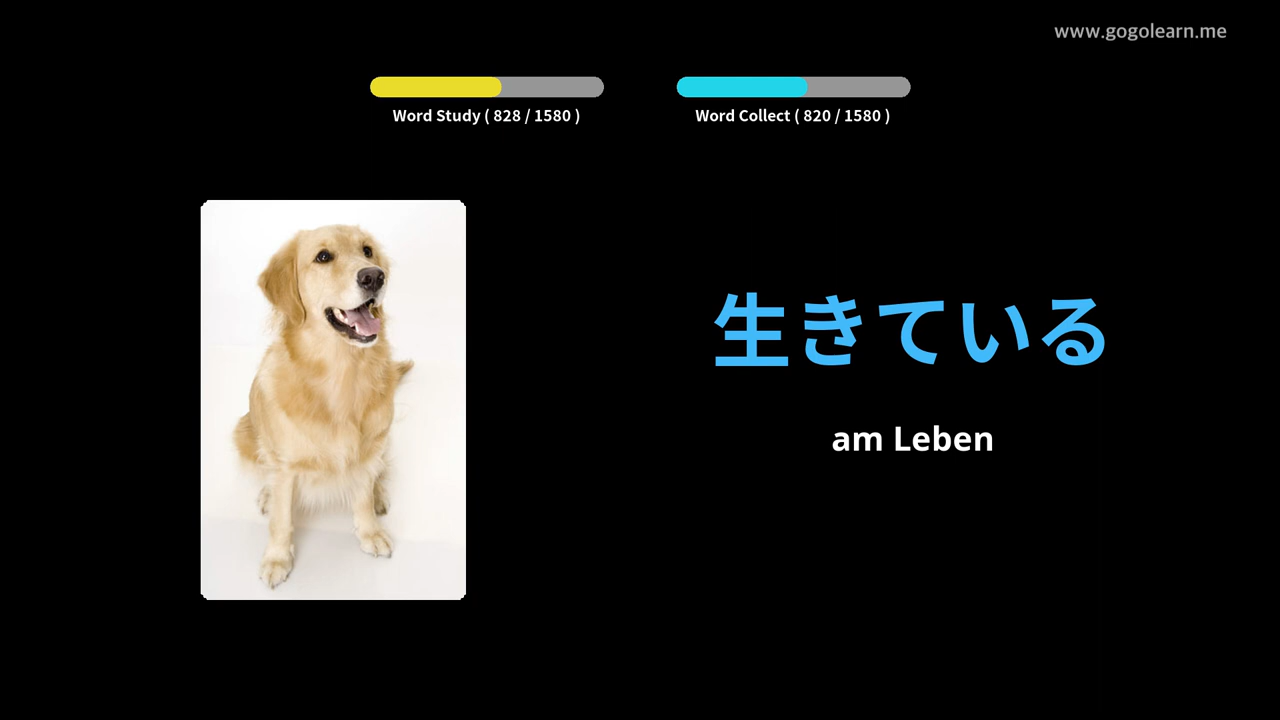 www.gogolearn.me
Word Study ( 828 / 1580 )
Word Collect ( 820 / 1580 )
生きている
am Leben